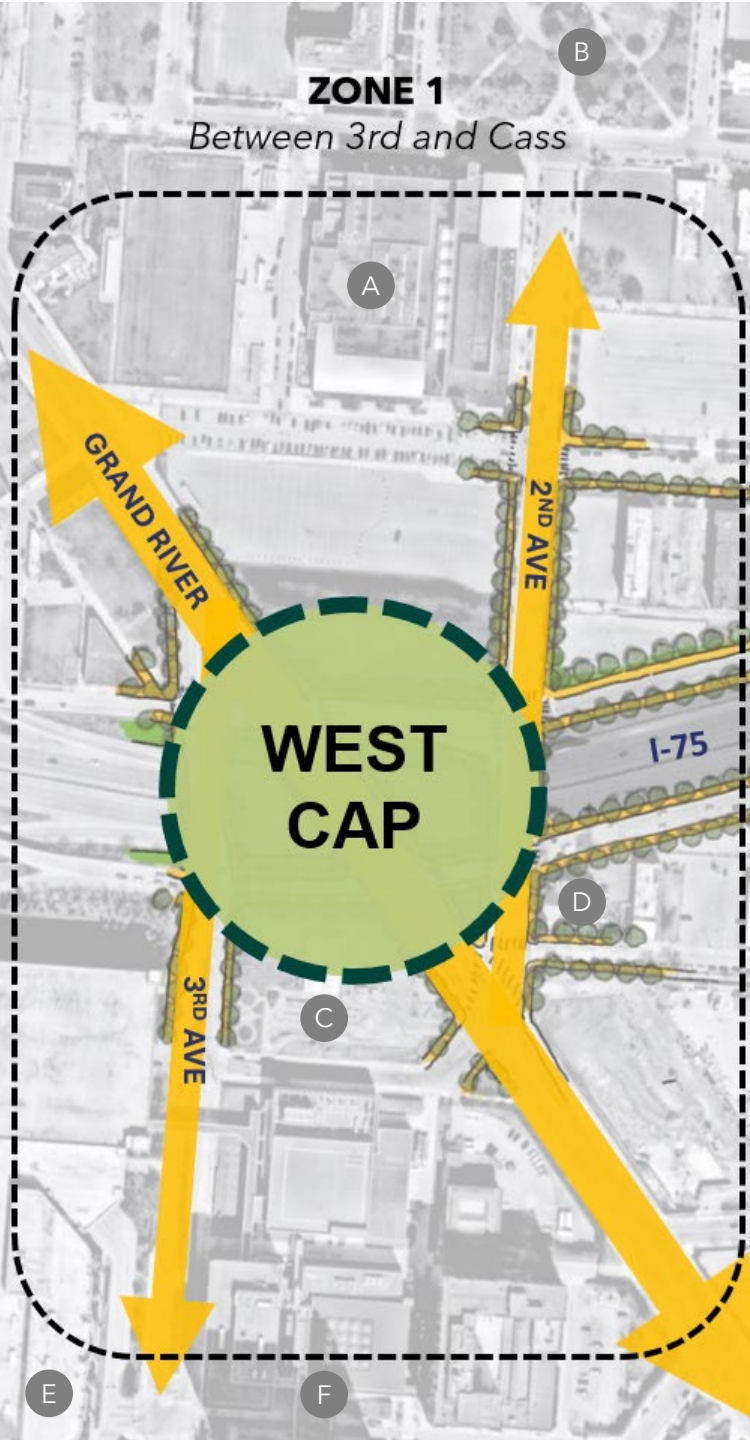 B
ZONE 1
Between 3rd and Cass
A
GRAND RIVER
2ND AVE
WEST
CAP
I-75
D
3RD AVE
C
E
F